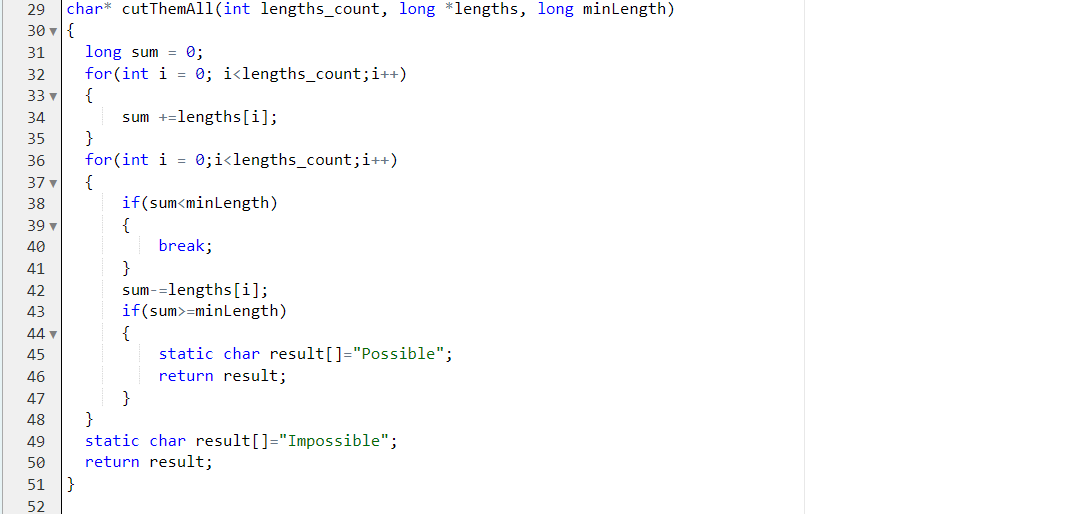 29 char* cutThemAll(int lengths_count, long *lengths, long minLength)
30 {
31 long sum = 0;
32 for(int i = 0; i<lengths_count;i++)
33 {
34 sum +=lengths[i];
35 }
36 for(int i = 0;i<lengths_count;i++)
37 {
38 if(sum<minLength)
39 {
40 break;
41 }
42 sum-=lengths[i];
43 if(sum>=minLength)
44 {
45 static char result[]="Possible";
46 return result;
47 }
48 }
49 static char result[]="Impossible";
50 return result;
51 }
52